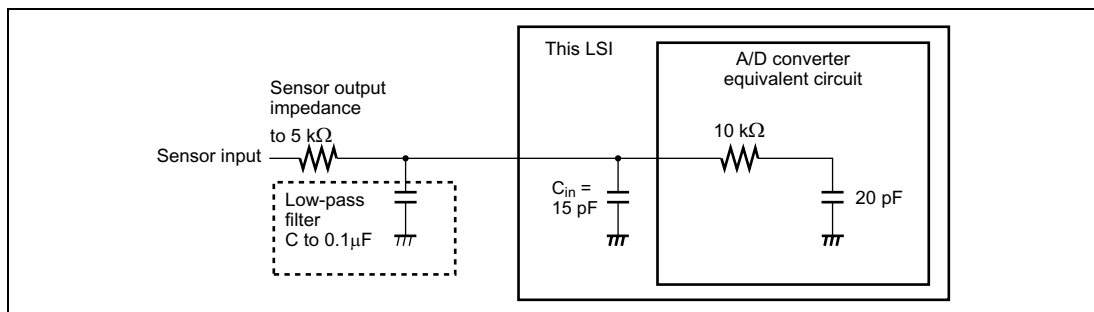 This LSI
A/D converter
equivalent circuit
Sensor output
impedance
to 5 kΩ
10 kΩ
Sensor input
Low-pass
filter
C to 0.1μF
Cin =
15 pF
20 pF